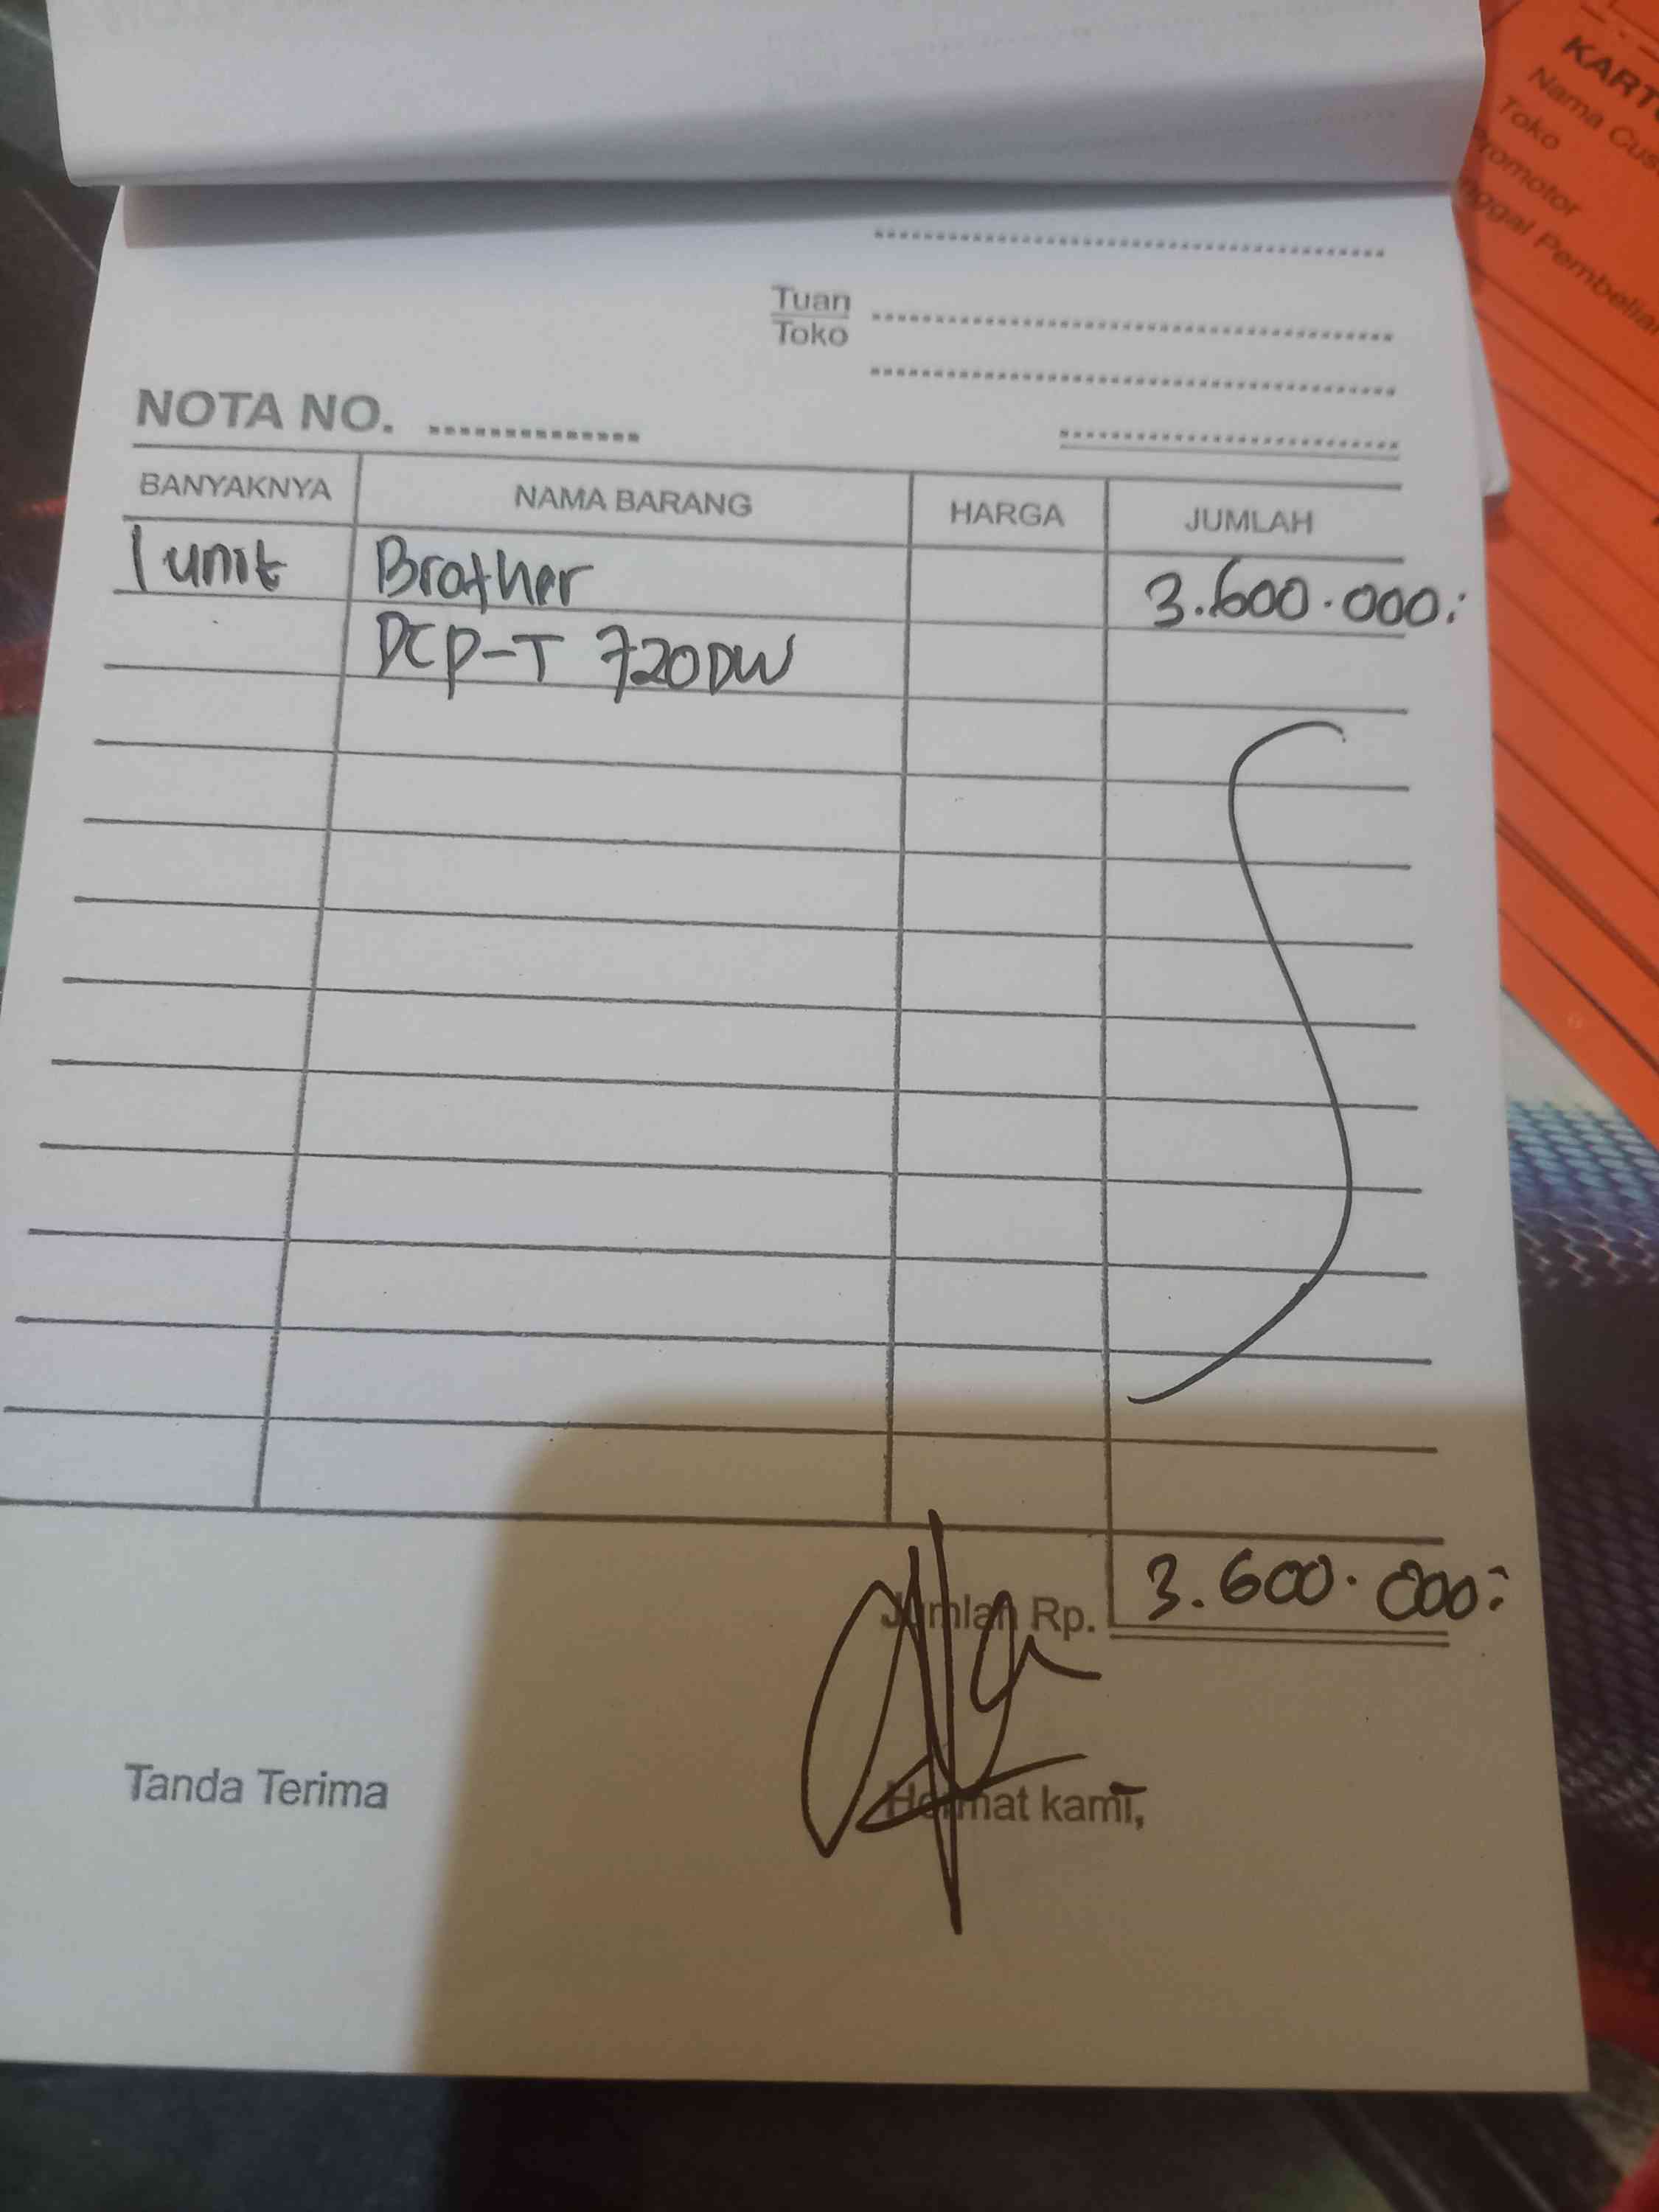 KARTU
Nama Cus
Toko
Promotor
nggal Pembelian
Tuan
Toko
NOTA NO.
BANYAKNYA NAMA BARANG HARGA JUMLAH
1 unit Brother 3.600.000:
DCP-T 720DW
Jumlah Rp. 3.600.000:
Tanda Terima Hormat kami,